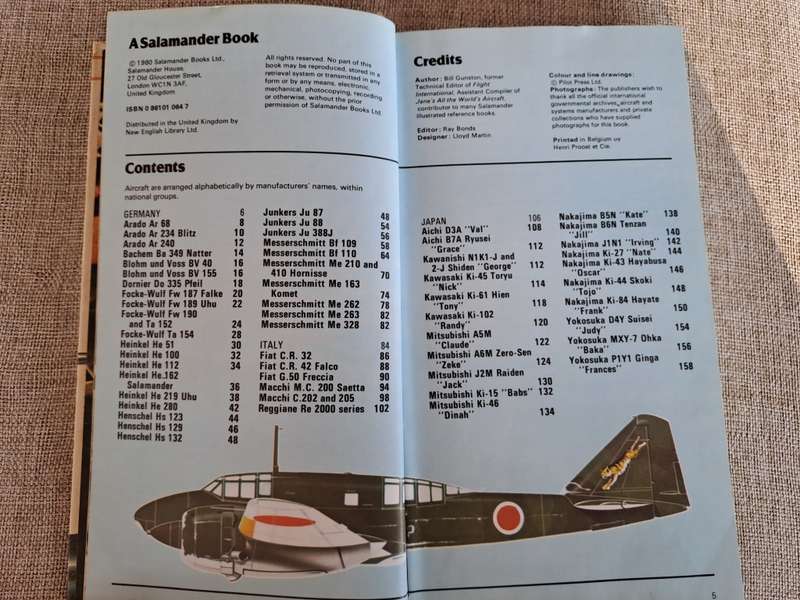 A Salamander Book
© 1980 Salamander Books Ltd.,
Salamander House,
27 Old Gloucester Street,
London WC1N 3AF,
United Kingdom
ISBN 0 86101 064 7
Distributed in the United Kingdom by
New English Library Ltd.
All rights reserved. No part of this
book may be reproduced, stored in a
retrieval system or transmitted in any
form or by any means, electronic,
mechanical, photocopying, recording
or otherwise, without the prior
permission of Salamander Books Ltd.
Contents
Aircraft are arranged alphabetically by manufacturers' names, within
national groups.
GERMANY 6
Arado Ar 68 8
Arado Ar 234 Blitz 10
Arado Ar 240 12
Bachem Ba 349 Natter 14
Blohm und Voss BV 40 16
Blohm und Voss BV 155 16
Dornier Do 335 Pfeil 18
Focke-Wulf Fw 187 Falke 20
Focke-Wulf Fw 189 Uhu 22
Focke-Wulf Fw 190
and Ta 152 24
Focke-Wulf Ta 154 28
Heinkel He 51 30
Heinkel He 100 32
Heinkel He 112 34
Heinkel He.162
Salamander 36
Heinkel He 219 Uhu 38
Heinkel He 280 42
Henschel Hs 123 44
Henschel Hs 129 46
Henschel Hs 132 48
Junkers Ju 87 48
Junkers Ju 88 54
Junkers Ju 388J 56
Messerschmitt Bf 109 58
Messerschmitt Bf 110 64
Messerschmitt Me 210 and
410 Hornisse 70
Messerschmitt Me 163
Komet 74
Messerschmitt Me 262 78
Messerschmitt Me 263 82
Messerschmitt Me 328 82
ITALY 84
Fiat C.R. 32 86
Fiat C.R. 42 Falco 88
Fiat G.50 Freccia 90
Macchi M.C. 200 Saetta 94
Macchi C.202 and 205 98
Reggiane Re 2000 series 102
Credits
Author: Bill Gunston, former
Technical Editor of Flight
International, Assistant Compiler of
Jane's All the World's Aircraft,
contributor to many Salamander
illustrated reference books.
Editor: Ray Bonds
Designer: Lloyd Martin
Colour and line drawings:
© Pilot Press Ltd.
Photographs: The publishers wish to
thank all the official international
governmental archives, aircraft and
systems manufacturers and private
collections who have supplied
photographs for this book.
Printed in Belgium by
Henri Proost et Cie.
JAPAN 106
Aichi D3A "Val" 108
Aichi B7A Ryusei
"Grace" 112
Kawanishi N1K1-J and
2-J Shiden "George" 112
Kawasaki Ki-45 Toryu
"Nick" 114
Kawasaki Ki-61 Hien
"Tony" 118
Kawasaki Ki-102
"Randy" 120
Mitsubishi A5M
"Claude" 122
Mitsubishi A6M Zero-Sen
"Zeke" 124
Mitsubishi J2M Raiden
"Jack" 130
Mitsubishi Ki-15 "Babs" 132
Mitsubishi Ki-46
"Dinah" 134
Nakajima B5N "Kate" 138
Nakajima B6N Tenzan
"Jill" 140
Nakajima J1N1 "Irving" 142
Nakajima Ki-27 "Nate" 144
Nakajima Ki-43 Hayabusa
"Oscar" 146
Nakajima Ki-44 Shoki
"Tojo" 148
Nakajima Ki-84 Hayate
"Frank" 150
Yokosuka D4Y Suisei
"Judy" 154
Yokosuka MXY-7 Ohka
"Baka" 156
Yokosuka P1Y1 Ginga
"Frances" 158
5